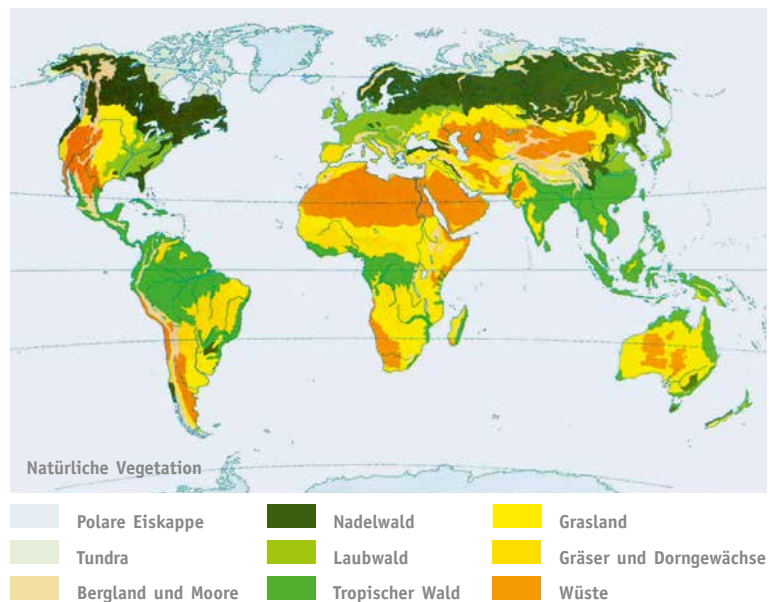 Natürliche Vegetation
Polare Eiskappe
Nadelwald
Grasland
Tundra
Laubwald
Gräser und Dorngewächse
Bergland und Moore
Tropischer Wald
Wüste